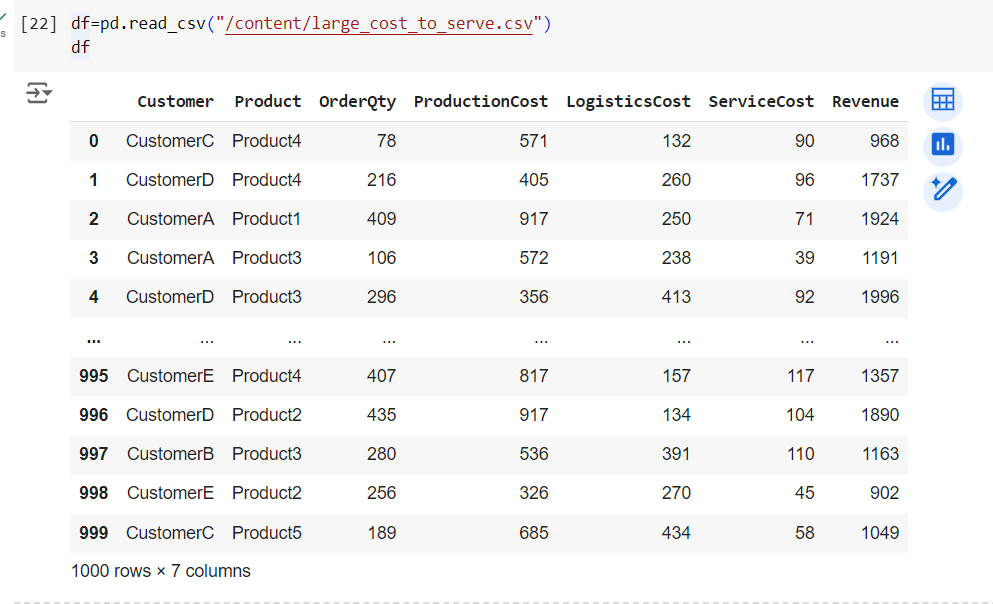 [22] df=pd.read_csv("/content/large_cost_to_serve.csv")
df
s
Customer Product OrderQty ProductionCost LogisticsCost ServiceCost Revenue
0 CustomerC Product4 78 571 132 90 968
1 CustomerD Product4 216 405 260 96 1737
2 CustomerA Product1 409 917 250 71 1924
3 CustomerA Product3 106 572 238 39 1191
4 CustomerD Product3 296 356 413 92 1996
... ... ... ... ... ... ... ...
995 CustomerE Product4 407 817 157 117 1357
996 CustomerD Product2 435 917 134 104 1890
997 CustomerB Product3 280 536 391 110 1163
998 CustomerE Product2 256 326 270 45 902
999 CustomerC Product5 189 685 434 58 1049
1000 rows × 7 columns